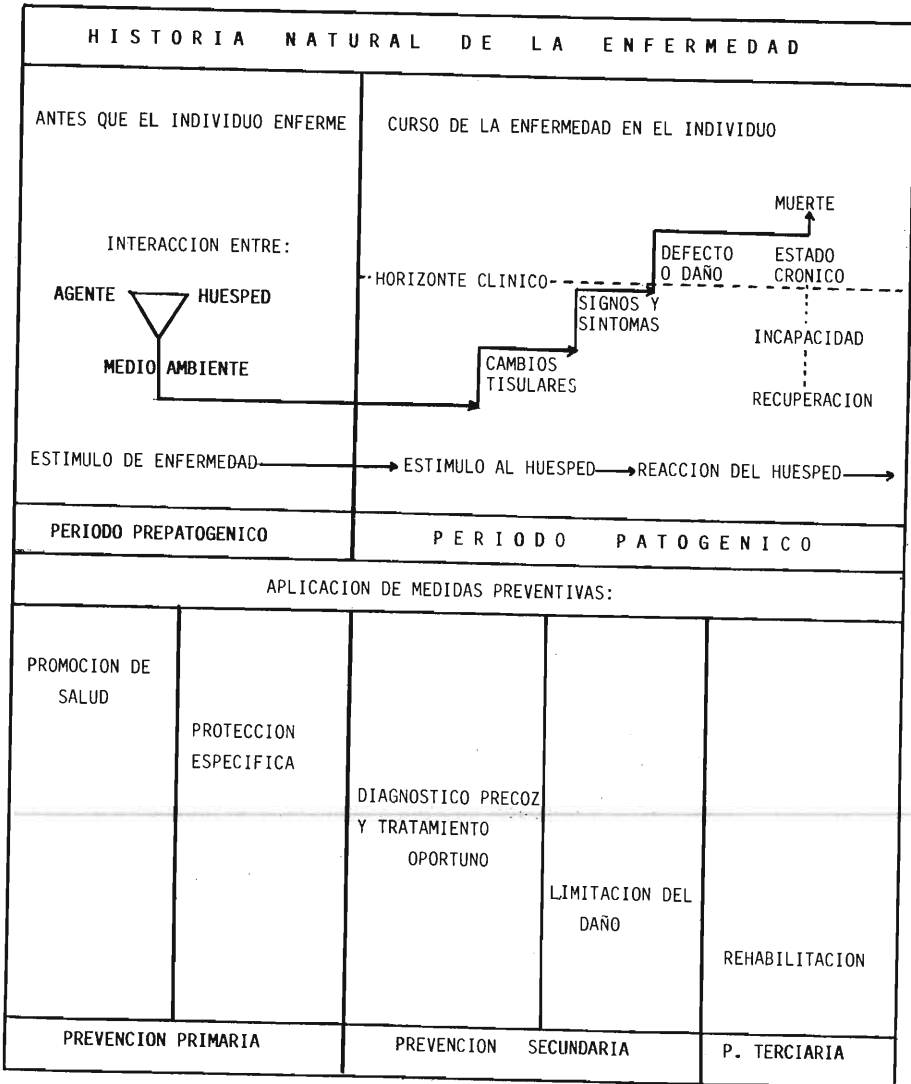 HISTORIA NATURAL DE LA ENFERMEDAD
ANTES QUE EL INDIVIDUO ENFERME
CURSO DE LA ENFERMEDAD EN EL INDIVIDUO
MUERTE
INTERACCION ENTRE:
DEFECTO
O DAÑO
ESTADO
CRONICO
HORIZONTE CLINICO
AGENTE
HUESPED
SIGNOS Y
SINTOMAS
INCAPACIDAD
MEDIO AMBIENTE
CAMBIOS
TISULARES
RECUPERACION
ESTIMULO DE ENFERMEDAD
ESTIMULO AL HUESPED
REACCION DEL HUESPED
PERIODO PREPATOGENICO
PERIODO PATOGENICO
APLICACION DE MEDIDAS PREVENTIVAS:
PROMOCION DE
SALUD
PROTECCION
ESPECIFICA
DIAGNOSTICO PRECOZ
Y TRATAMIENTO
OPORTUNO
LIMITACION DEL
DAÑO
REHABILITACION
PREVENCION PRIMARIA
PREVENCION SECUNDARIA
P. TERCIARIA